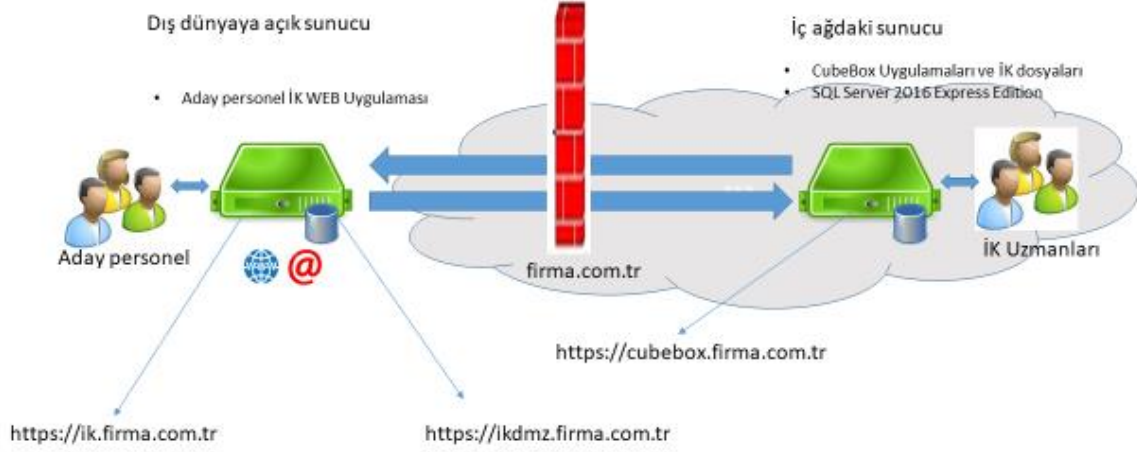 Dış dünyaya açık sunucu
• Aday personel İK WEB Uygulaması
İç ağdaki sunucu
• CubeBox Uygulamaları ve İK dosyaları
• SQL Server 2016 Express Edition
Aday personel
@
firma.com.tr
İK Uzmanları
https://cubebox.firma.com.tr
https://ik.firma.com.tr
https://ikdmz.firma.com.tr